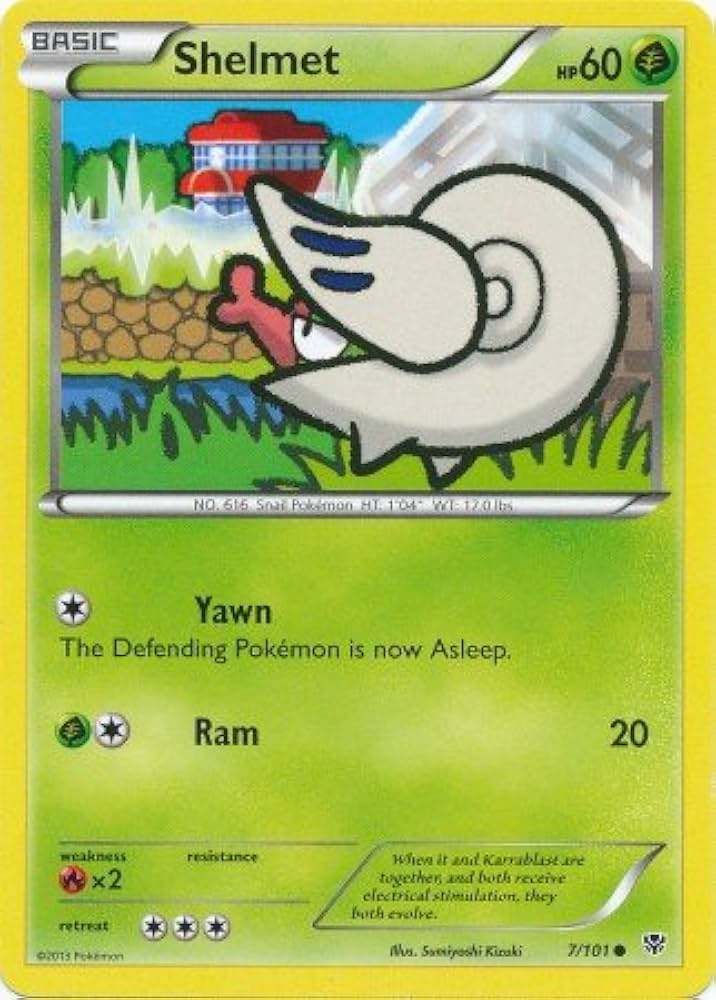 BASIC
Shelmet
HP60
NO. 616 Snail Pokémon HT: 1'04" WT: 17.0 lbs
Yawn
The Defending Pokémon is now Asleep.
Ram 20
weakness resistance
×2
When it and Karrablast are
together, and both receive
electrical stimulation, they
both evolve.
retreat
©2013 Pokémon
Illus. Sumiyoshi Kizuki
7/101